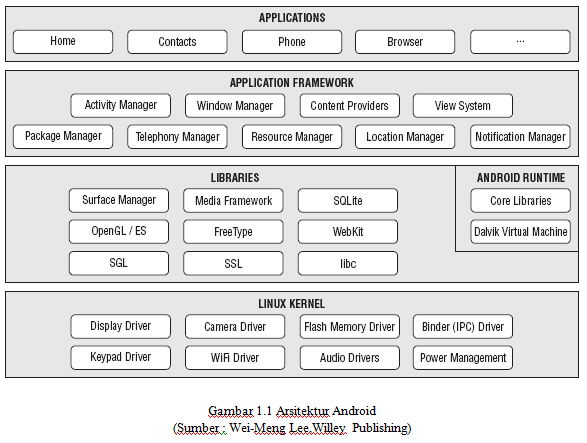 APPLICATIONS
Home Contacts Phone Browser ...
APPLICATION FRAMEWORK
Activity Manager Window Manager Content Providers View System
Package Manager Telephony Manager Resource Manager Location Manager Notification Manager
LIBRARIES
Surface Manager Media Framework SQLite
OpenGL / ES FreeType WebKit
SGL SSL libc
ANDROID RUNTIME
Core Libraries
Dalvik Virtual Machine
LINUX KERNEL
Display Driver Camera Driver Flash Memory Driver Binder (IPC) Driver
Keypad Driver WiFi Driver Audio Drivers Power Management
Gambar 1.1 Arsitektur Android
(Sumber : Wei-Meng Lee.Willey Publishing)